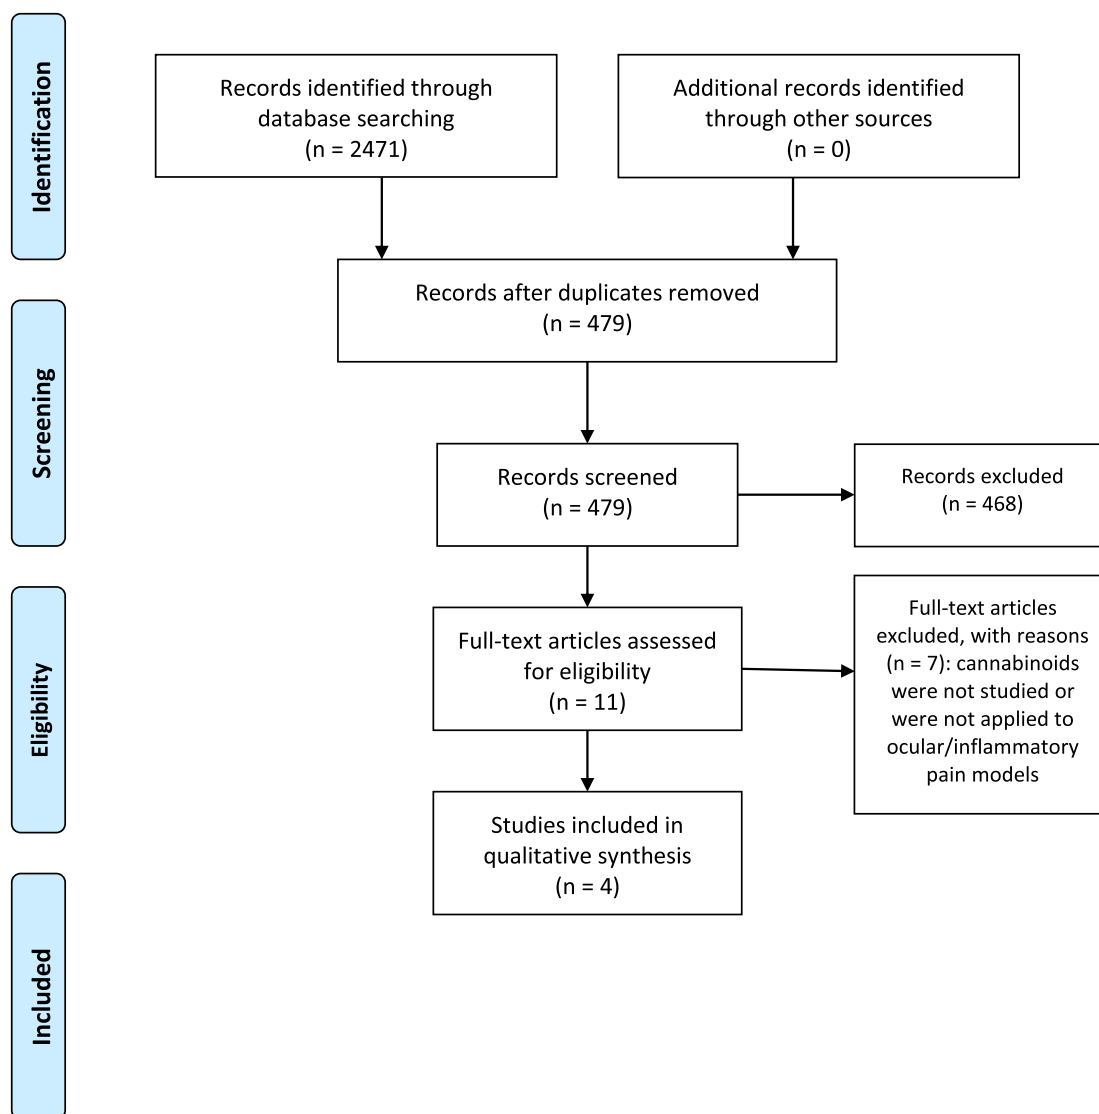 Identification
Records identified through
database searching
(n = 2471)
Additional records identified
through other sources
(n = 0)
Records after duplicates removed
(n = 479)
Screening
Records screened
(n = 479)
Records excluded
(n = 468)
Eligibility
Full-text articles assessed
for eligibility
(n = 11)
Full-text articles
excluded, with reasons
(n = 7): cannabinoids
were not studied or
were not applied to
ocular/inflammatory
pain models
Studies included in
qualitative synthesis
(n = 4)
Included